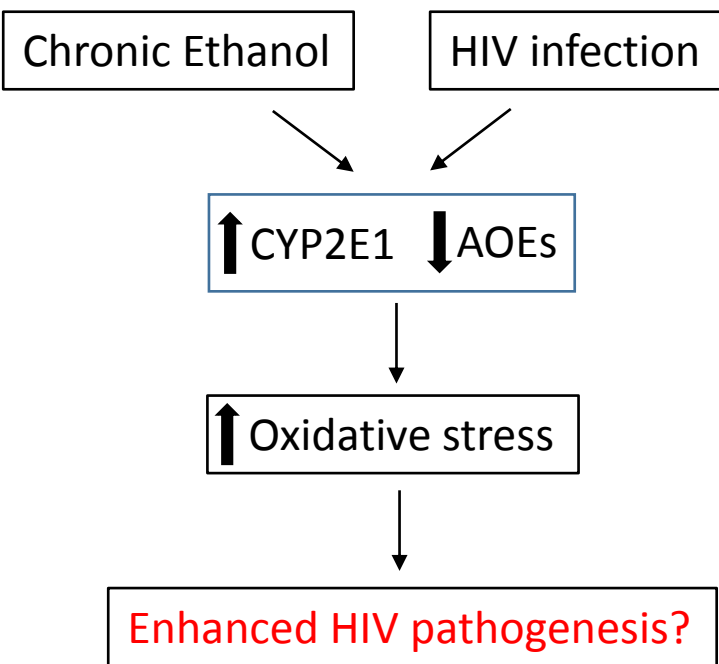 Chronic Ethanol
HIV infection
CYP2E1 AOEs
Oxidative stress
Enhanced HIV pathogenesis?